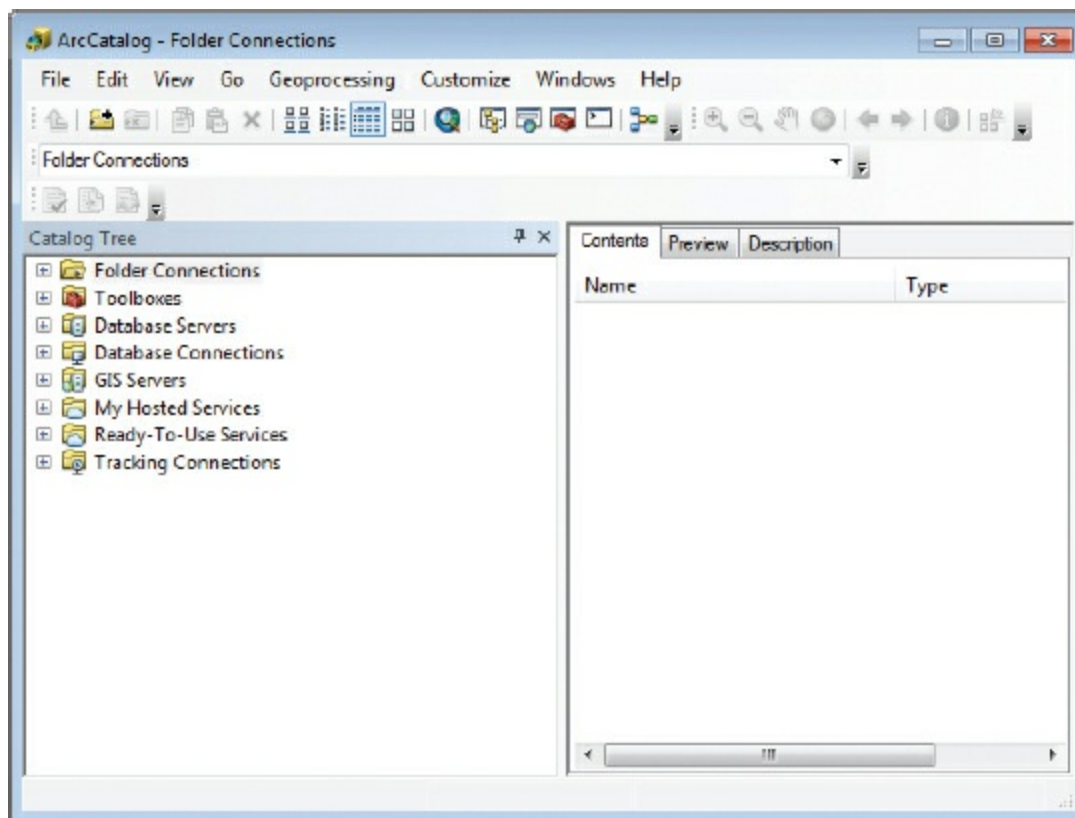 ArcCatalog - Folder Connections
File Edit View Go Geoprocessing Customize Windows Help
Folder Connections
Catalog Tree
Contents Preview Description
Folder Connections
Toolboxes
Database Servers
Database Connections
GIS Servers
My Hosted Services
Ready-To-Use Services
Tracking Connections
Name Type